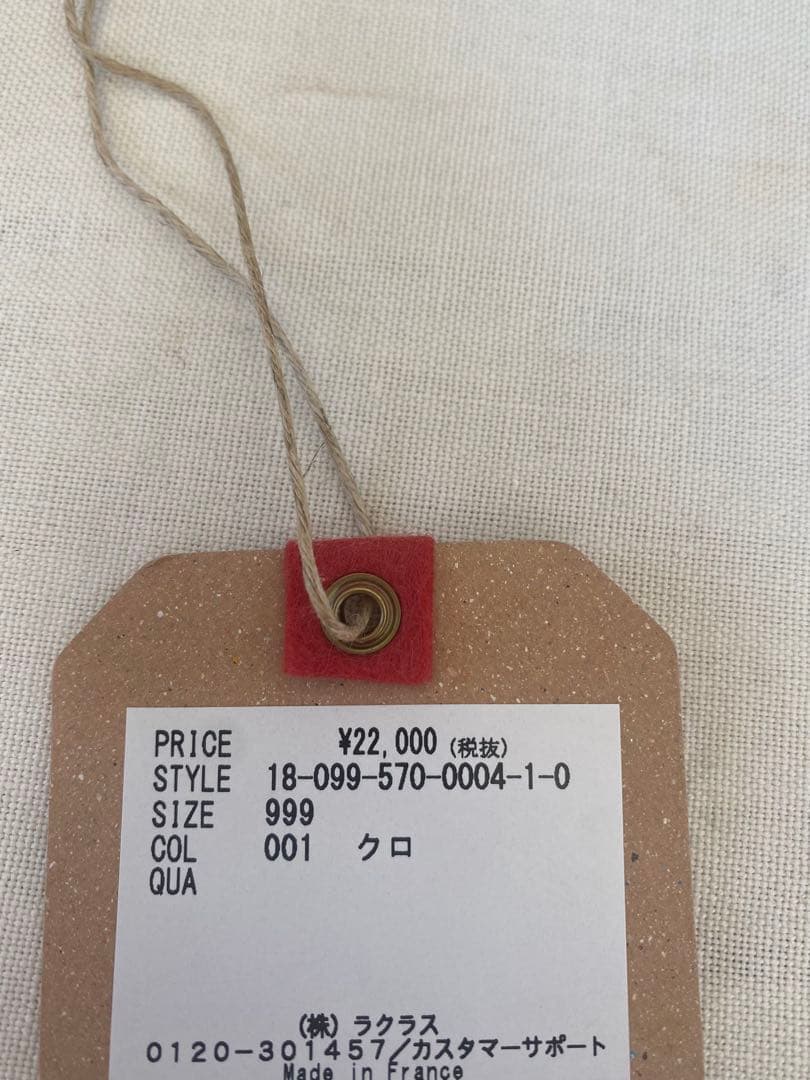 PRICE ¥22,000 (税抜)
STYLE 18-099-570-0004-1-0
SIZE 999
COL 001 クロ
QUA
(株) ラクラス
0120-301457/カスタマーサポート
Made in France